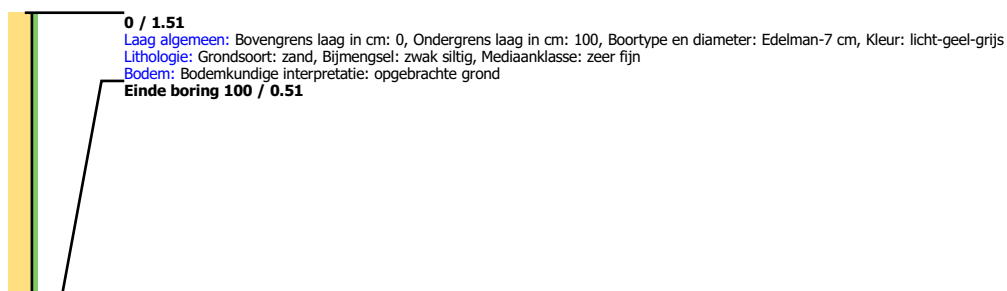 0 / 1.51
Laag algemeen: Bovengrens laag in cm: 0, Ondergrens laag in cm: 100, Boortype en diameter: Edelman-7 cm, Kleur: licht-geel-grijs
Lithologie: Grondsoort: zand, Bijmengsel: zwak siltig, Mediaanklasse: zeer fijn
Bodem: Bodemkundige interpretatie: opgebrachte grond
Einde boring 100 / 0.51